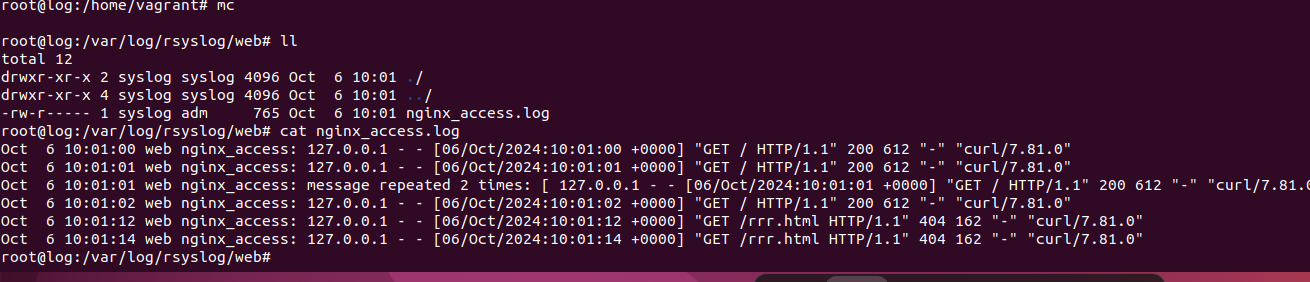 root@log:/home/vagrant# mc
root@log:/var/log/rsyslog/web# ll
total 12
drwxr-xr-x 2 syslog syslog 4096 Oct  6 10:01 ./
drwxr-xr-x 4 syslog syslog 4096 Oct  6 10:01 ../
-rw-r----- 1 syslog adm     765 Oct  6 10:01 nginx_access.log
root@log:/var/log/rsyslog/web# cat nginx_access.log
Oct  6 10:01:00 web nginx_access: 127.0.0.1 - - [06/Oct/2024:10:01:00 +0000] "GET / HTTP/1.1" 200 612 "-" "curl/7.81.0"
Oct  6 10:01:01 web nginx_access: 127.0.0.1 - - [06/Oct/2024:10:01:01 +0000] "GET / HTTP/1.1" 200 612 "-" "curl/7.81.0"
Oct  6 10:01:01 web nginx_access: message repeated 2 times: [ 127.0.0.1 - - [06/Oct/2024:10:01:01 +0000] "GET / HTTP/1.1" 200 612 "-" "curl/7.81.0
Oct  6 10:01:02 web nginx_access: 127.0.0.1 - - [06/Oct/2024:10:01:02 +0000] "GET / HTTP/1.1" 200 612 "-" "curl/7.81.0"
Oct  6 10:01:12 web nginx_access: 127.0.0.1 - - [06/Oct/2024:10:01:12 +0000] "GET /rrr.html HTTP/1.1" 404 162 "-" "curl/7.81.0"
Oct  6 10:01:14 web nginx_access: 127.0.0.1 - - [06/Oct/2024:10:01:14 +0000] "GET /rrr.html HTTP/1.1" 404 162 "-" "curl/7.81.0"
root@log:/var/log/rsyslog/web#